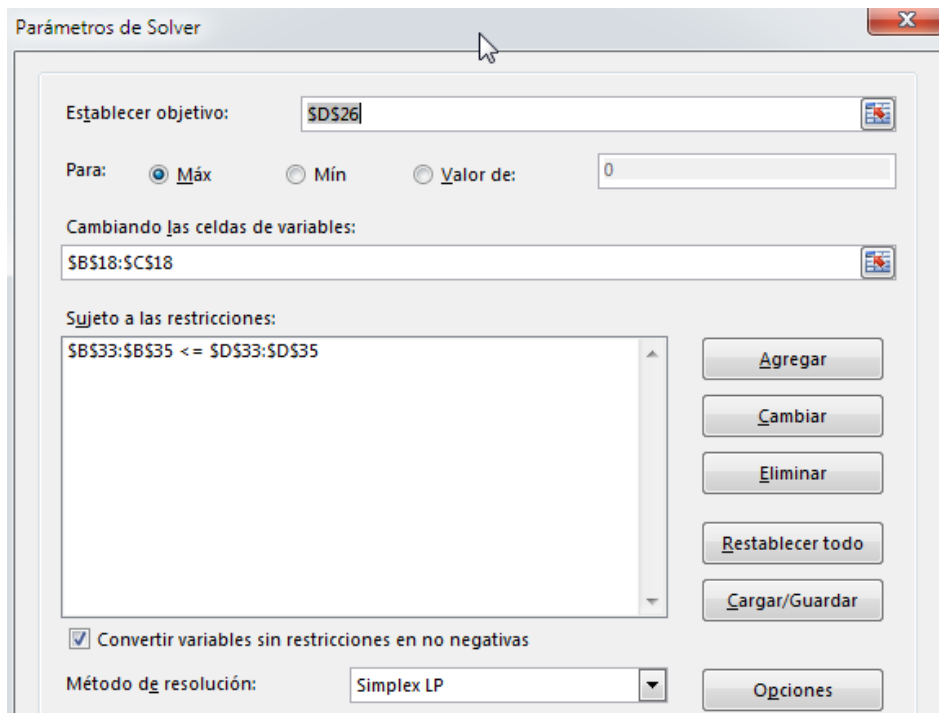 Parámetros de Solver
Establecer objetivo: $D$26
Para: Máx Mín Valor de: 0
Cambiando las celdas de variables:
$B$18:$C$18
Sujeto a las restricciones:
$B$33:$B$35 <= $D$33:$D$35
Agregar
Cambiar
Eliminar
Restablecer todo
Cargar/Guardar
Convertir variables sin restricciones en no negativas
Método de resolución: Simplex LP Opciones